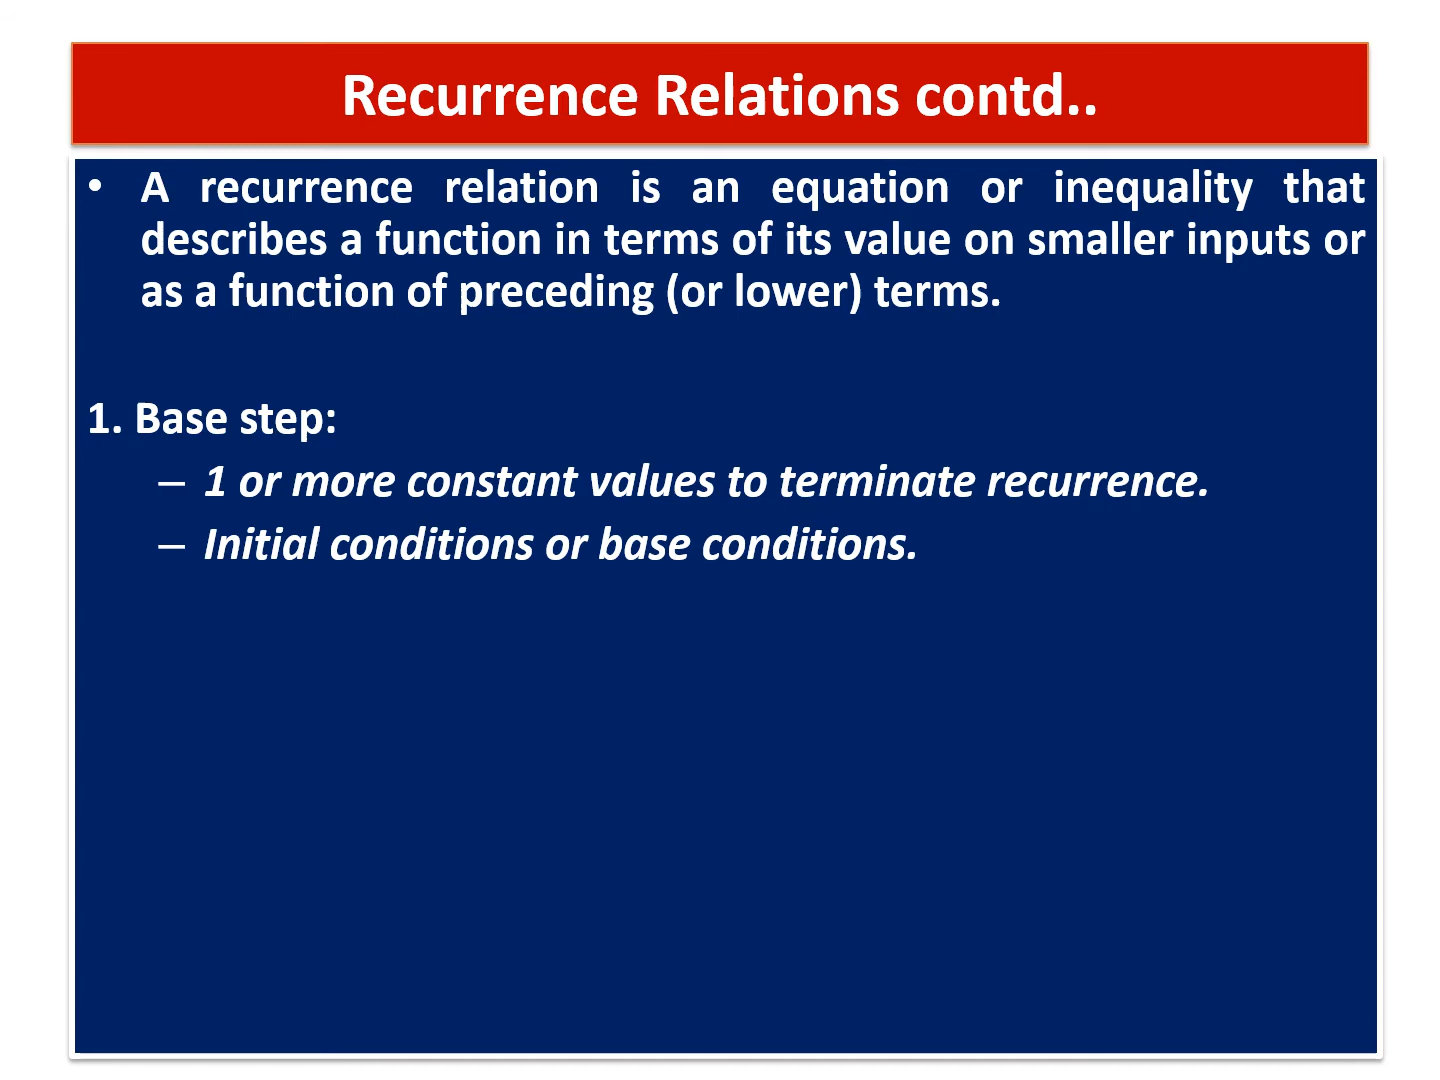 Recurrence Relations contd..
• A recurrence relation is an equation or inequality that
describes a function in terms of its value on smaller inputs or
as a function of preceding (or lower) terms.
1. Base step:
– 1 or more constant values to terminate recurrence.
– Initial conditions or base conditions.